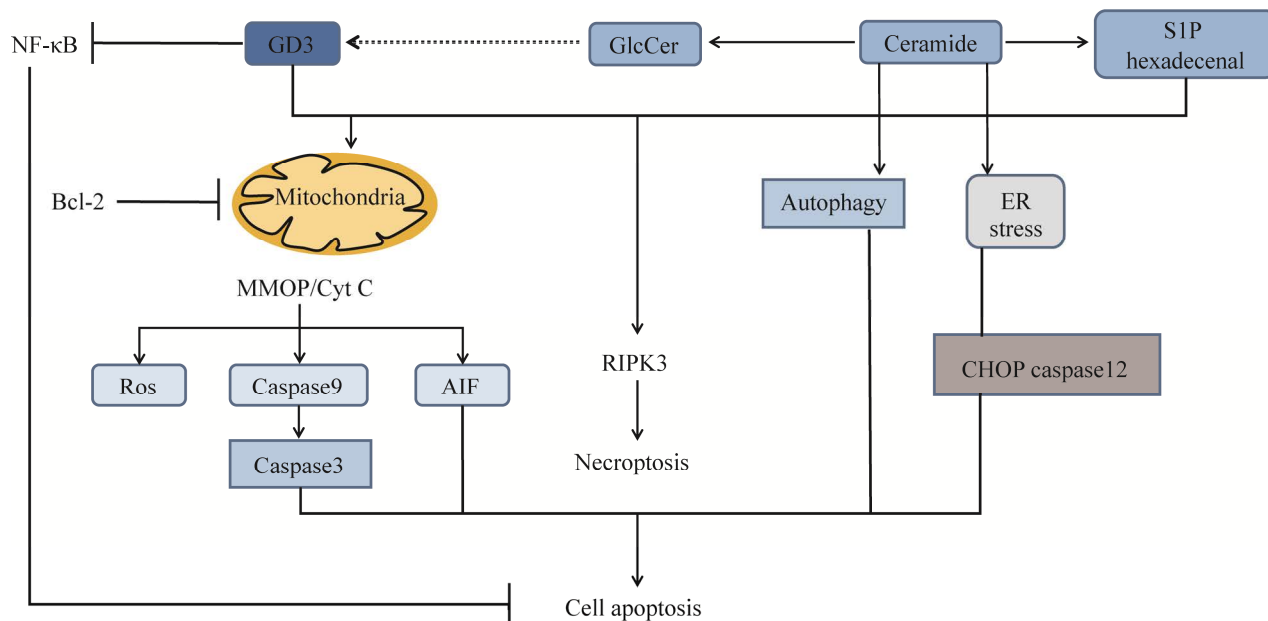 NF-κB
GD3
GlcCer
Ceramide
S1P
hexadecenal
Bcl-2
Mitochondria
Autophagy
ER
stress
MMOP/Cyt C
Ros
Caspase9
AIF
RIPK3
CHOP caspase12
Caspase3
Necroptosis
Cell apoptosis